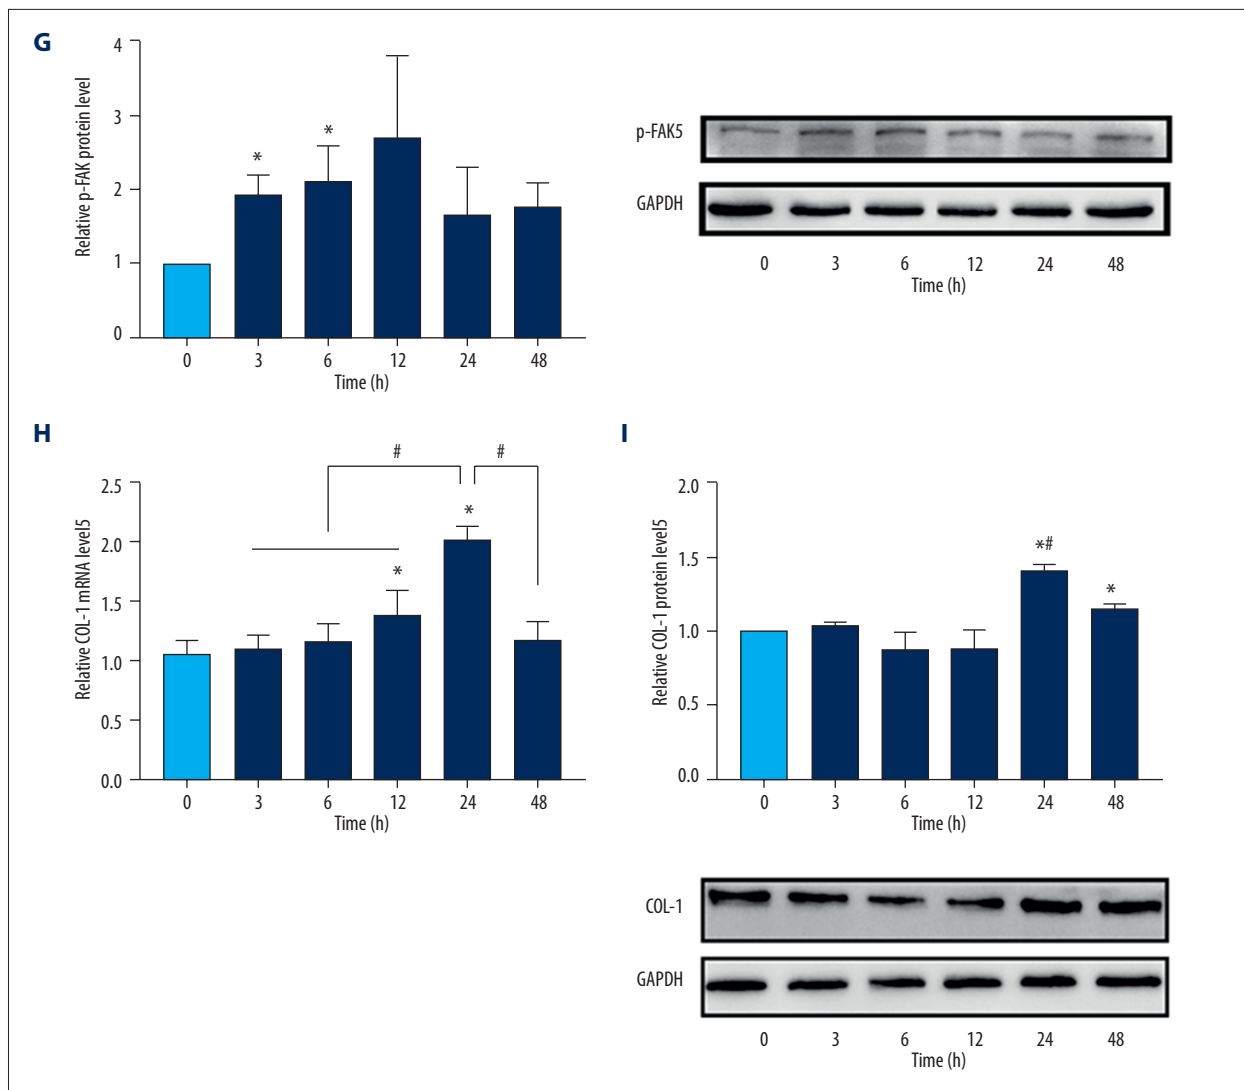 G
Relative p-FAK protein level
4
3
2
1
0
*
*
0 3 6 12 24 48
Time (h)
p-FAK5
GAPDH
0 3 6 12 24 48
Time (h)
H
Relative COL-1 mRNA level5
2.5
2.0
1.5
1.0
0.5
0.0
# #
*
*
0 3 6 12 24 48
Time (h)
I
Relative COL-1 protein level5
2.0
1.5
1.0
0.5
0.0
*#
*
0 3 6 12 24 48
Time (h)
COL-1
GAPDH
0 3 6 12 24 48
Time (h)